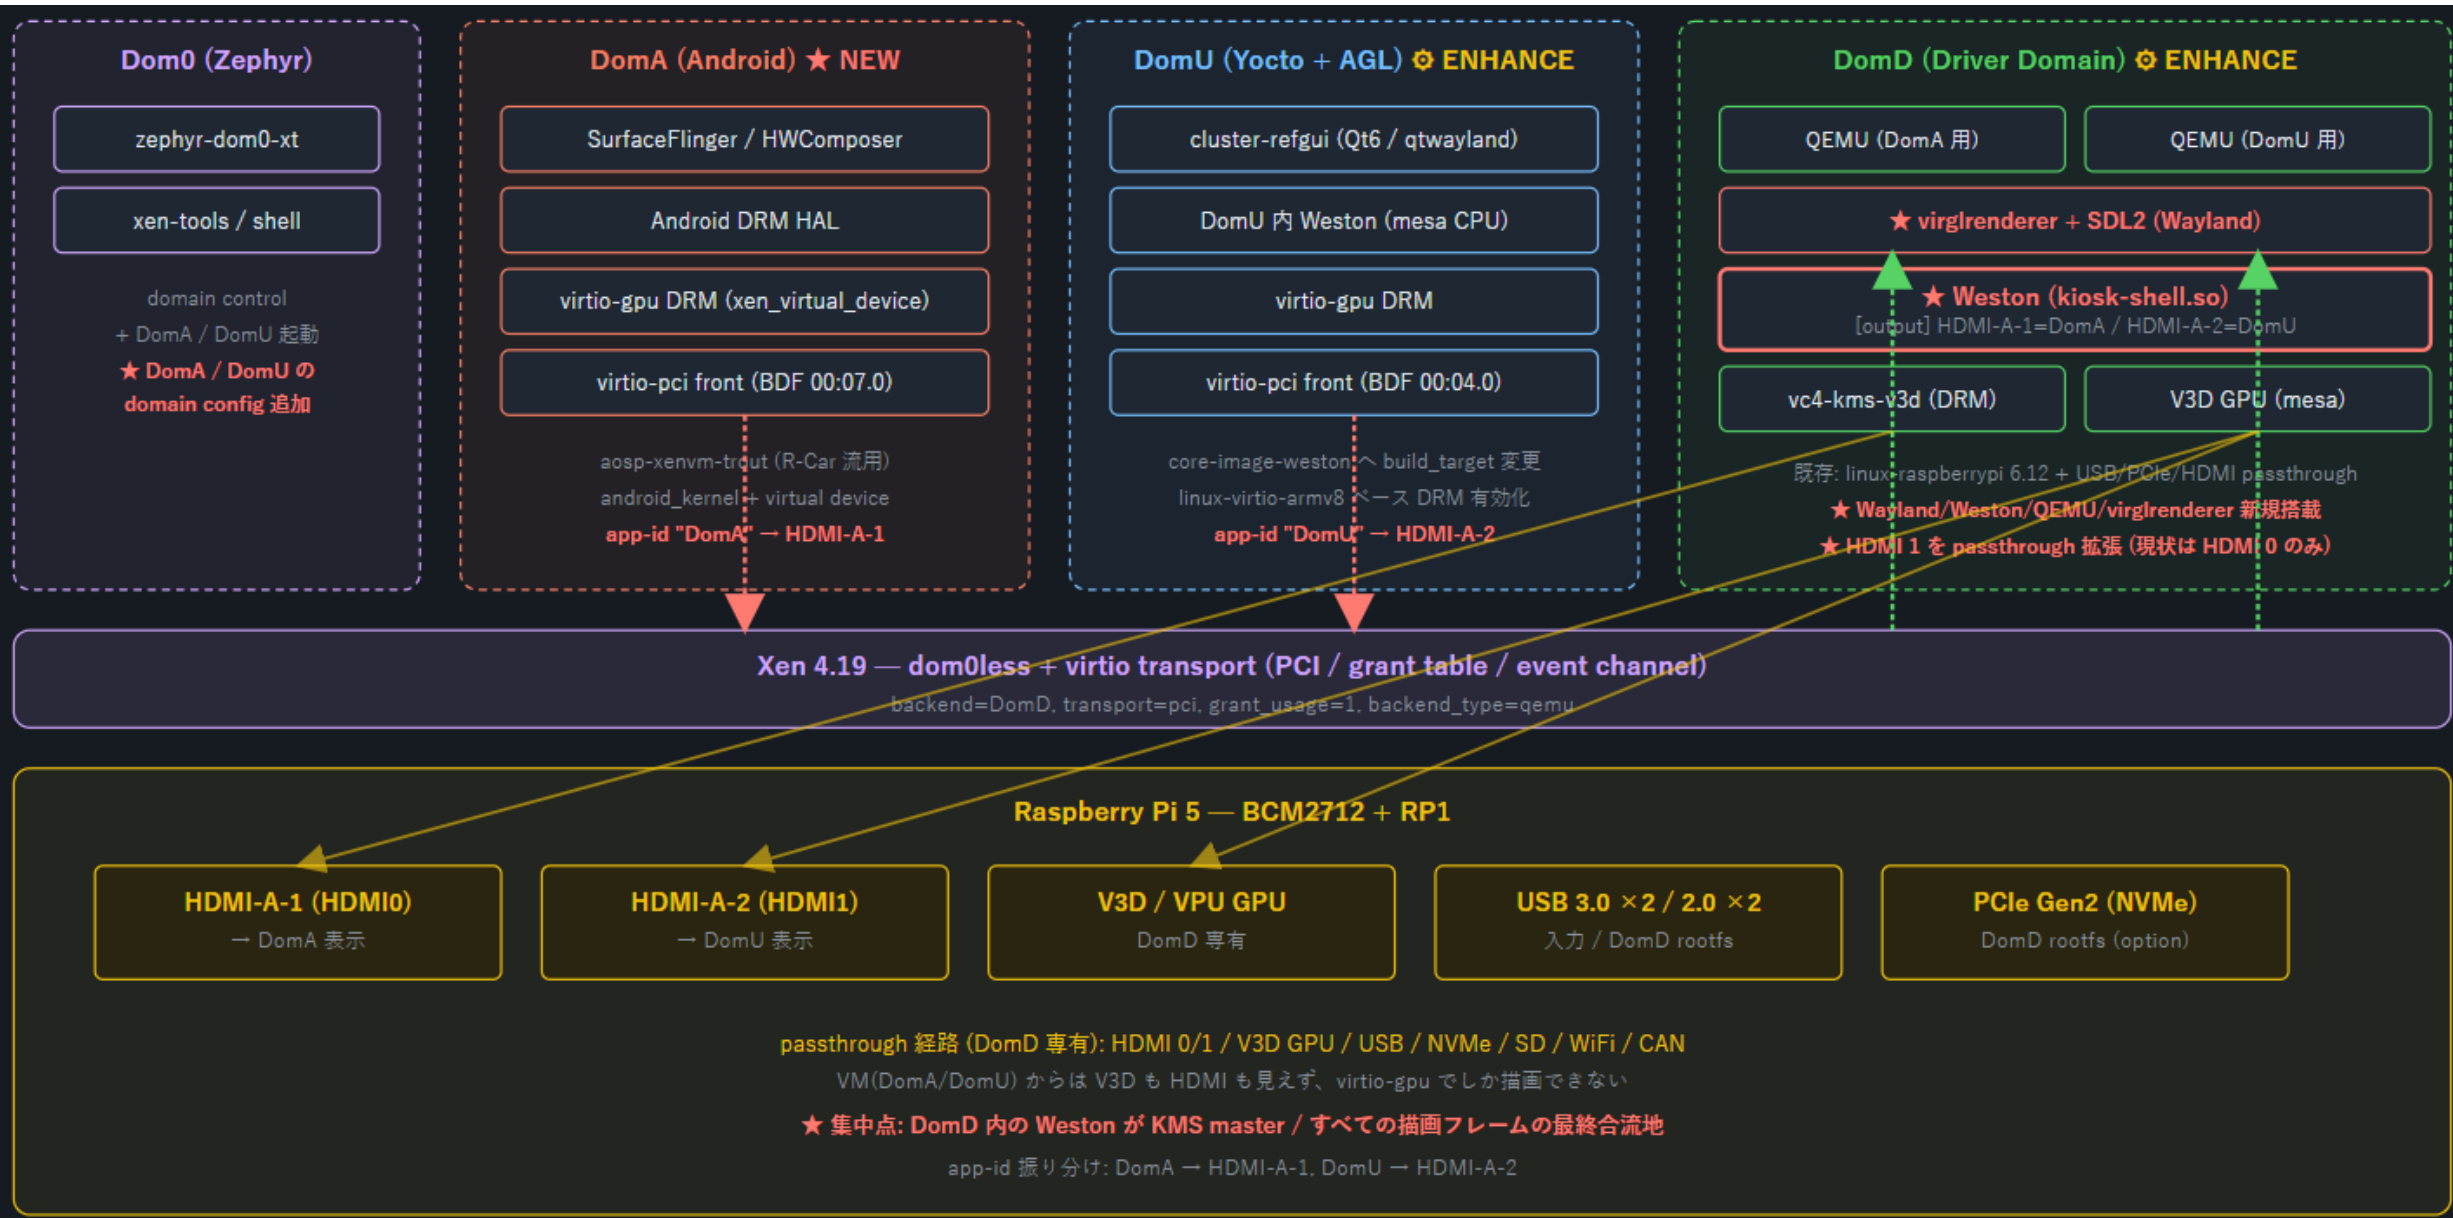 Dom0 (Zephyr)
zephyr-dom0-xt
xen-tools / shell
domain control
+ DomA / DomU 起動
★ DomA / DomU の
domain config 追加
DomA (Android) ★ NEW
SurfaceFlinger / HWComposer
Android DRM HAL
virtio-gpu DRM (xen_virtual_device)
virtio-pci front (BDF 00:07.0)
aosp-xenvm-trout (R-Car 流用)
android_kernel + virtual device
app-id "DomA" → HDMI-A-1
DomU (Yocto + AGL) ⚙ ENHANCE
cluster-refgui (Qt6 / qtwayland)
DomU 内 Weston (mesa CPU)
virtio-gpu DRM
virtio-pci front (BDF 00:04.0)
core-image-weston へ build_target 変更
linux-virtio-armv8 ベース DRM 有効化
app-id "DomU" → HDMI-A-2
DomD (Driver Domain) ⚙ ENHANCE
QEMU (DomA 用)
QEMU (DomU 用)
★ virglrenderer + SDL2 (Wayland)
★ Weston (kiosk-shell.so)
[output] HDMI-A-1=DomA / HDMI-A-2=DomU
vc4-kms-v3d (DRM)
V3D GPU (mesa)
既存: linux-raspberrypi 6.12 + USB/PCIe/HDMI passthrough
★ Wayland/Weston/QEMU/virglrenderer 新規搭載
★ HDMI 1 を passthrough 拡張 (現状は HDMI 0 のみ)
Xen 4.19 — dom0less + virtio transport (PCI / grant table / event channel)
backend=DomD, transport=pci, grant_usage=1, backend_type=qemu
Raspberry Pi 5 — BCM2712 + RP1
HDMI-A-1 (HDMI0)
→ DomA 表示
HDMI-A-2 (HDMI1)
→ DomU 表示
V3D / VPU GPU
DomD 専有
USB 3.0 ×2 / 2.0 ×2
入力 / DomD rootfs
PCIe Gen2 (NVMe)
DomD rootfs (option)
passthrough 経路 (DomD 専有): HDMI 0/1 / V3D GPU / USB / NVMe / SD / WiFi / CAN
VM(DomA/DomU) からは V3D も HDMI も見えず、virtio-gpu でしか描画できない
★ 集中点: DomD 内の Weston が KMS master / すべての描画フレームの最終合流地
app-id 振り分け: DomA → HDMI-A-1, DomU → HDMI-A-2